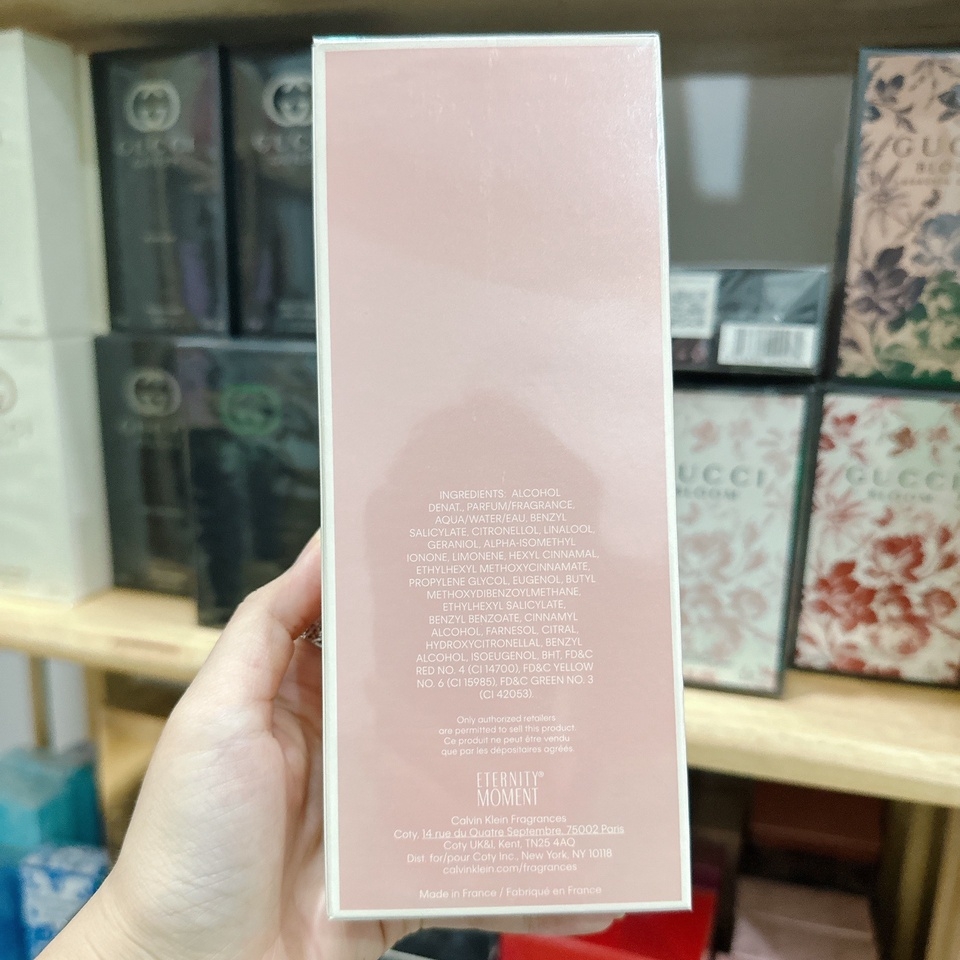 INGREDIENTS: ALCOHOL
DENAT., PARFUM/FRAGRANCE,
AQUA/WATER/EAU, BENZYL
SALICYLATE, CITRONELLOL, LINALOOL,
GERANIOL, ALPHA-ISOMETHYL
IONONE, LIMONENE, HEXYL CINNAMAL,
ETHYLHEXYL METHOXYCINNAMATE,
PROPYLENE GLYCOL, EUGENOL, BUTYL
METHOXYDIBENZOYLMETHANE,
ETHYLHEXYL SALICYLATE,
BENZYL BENZOATE, CINNAMYL
ALCOHOL, FARNESOL, CITRAL,
HYDROXYCITRONELLAL, BENZYL
ALCOHOL, ISOEUGENOL, BHT, FD&C
RED NO. 4 (CI 14700), FD&C YELLOW
NO. 6 (CI 15985), FD&C GREEN NO. 3
(CI 42053)
Only authorized retailers
are permitted to sell this product.
Ce produit ne peut être vendu
que par les dépositaires agréés.
ETERNITY®
MOMENT
Calvin Klein Fragrances
Coty, 14 rue du Quatre Septembre, 75002 Paris
Coty UK&I, Kent, TN25 4AQ
Dist. for/pour Coty Inc., New York, NY 10118
calvinklein.com/fragrances
Made in France / Fabriqué en France
GUCCI
GUCCI
GUCCI
BLOOM
GUCCI
BLOOM
GUCCI
BLOOM